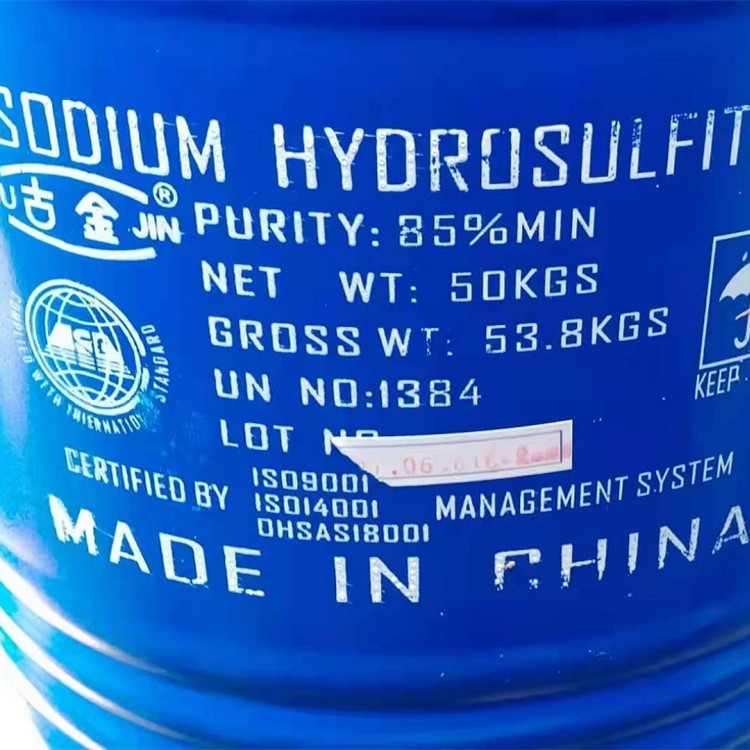 SODIUM HYDROSULFIT
古金 JIN ®
PURITY: 85%MIN
NET WT: 50KGS
GROSS WT: 53.8KGS
UN NO:1384
LOT NO
CERTIFIED BY
ISO9001
ISO14001
OHSAS18001
MANAGEMENT SYSTEM
KEEP
MADE IN CHINA